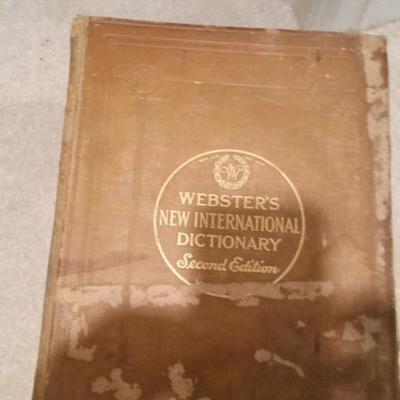 W
WEBSTER'S
NEW INTERNATIONAL
DICTIONARY
Second Edition